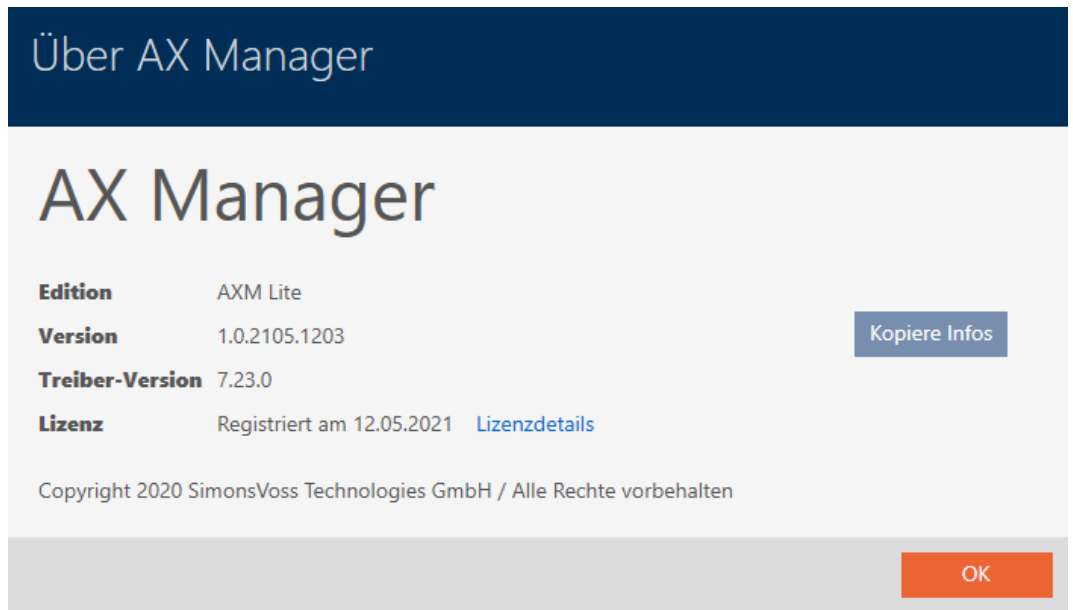 Über AX Manager
AX Manager
Edition AXM Lite
Version 1.0.2105.1203
Kopiere Infos
Treiber-Version 7.23.0
Lizenz Registriert am 12.05.2021 Lizenzdetails
Copyright 2020 SimonsVoss Technologies GmbH / Alle Rechte vorbehalten
OK